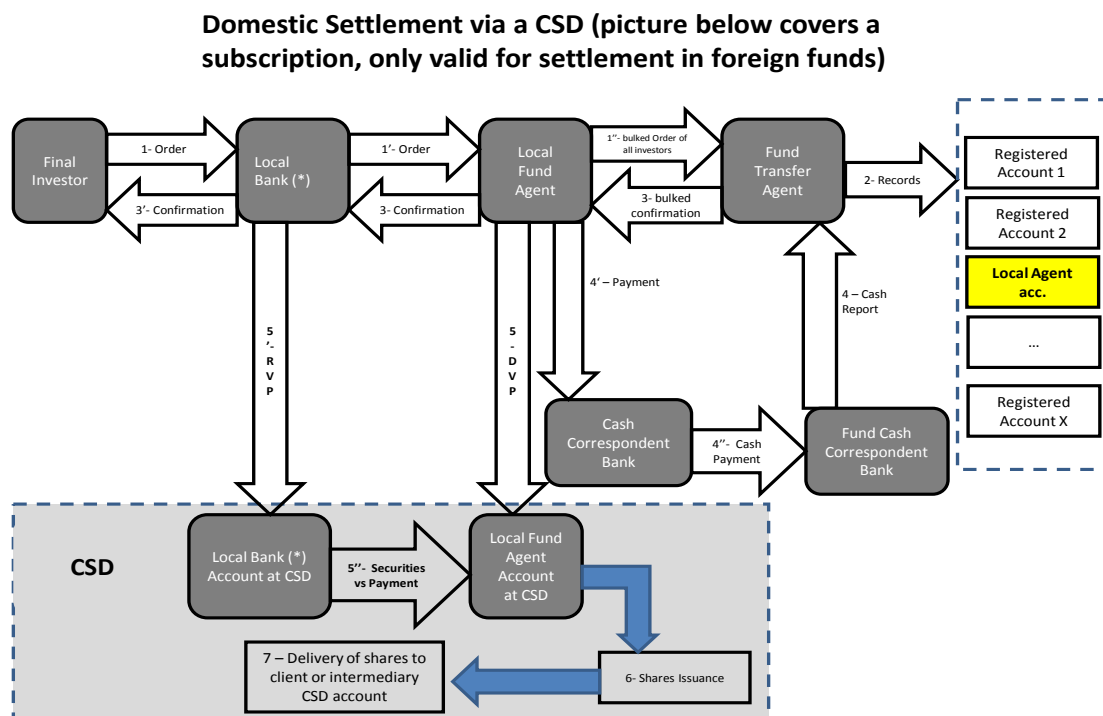 Domestic Settlement via a CSD (picture below covers a
subscription, only valid for settlement in foreign funds)
Final
Investor
1- Order
3’- Confirmation
Local
Bank (*)
1’- Order
3- Confirmation
Local
Fund
Agent
1’’- bulked Order of
all investors
3- bulked
confirmation
Fund
Transfer
Agent
2- Records
Registered
Account 1
Registered
Account 2
Local Agent
acc.
...
Registered
Account X
5
’-
R
V
P
5
-
D
V
P
4’ – Payment
4 – Cash
Report
Cash
Correspondent
Bank
4’’- Cash
Payment
Fund Cash
Correspondent
Bank
CSD
Local Bank (*)
Account at CSD
5’’- Securities
vs Payment
Local Fund
Agent
Account
at CSD
6- Shares Issuance
7 – Delivery of shares to
client or intermediary
CSD account